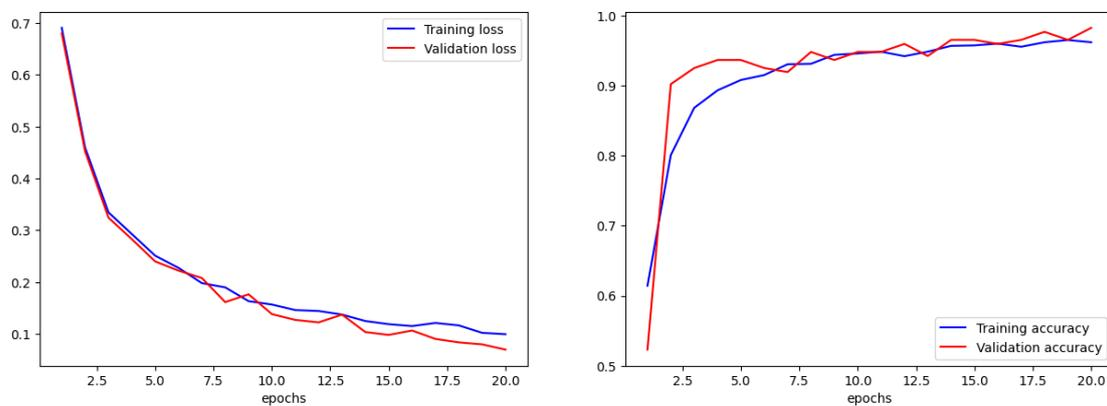 0.7
0.6
0.5
0.4
0.3
0.2
0.1
2.5 5.0 7.5 10.0 12.5 15.0 17.5 20.0
epochs
Training loss
Validation loss
1.0
0.9
0.8
0.7
0.6
0.5
2.5 5.0 7.5 10.0 12.5 15.0 17.5 20.0
epochs
Training accuracy
Validation accuracy